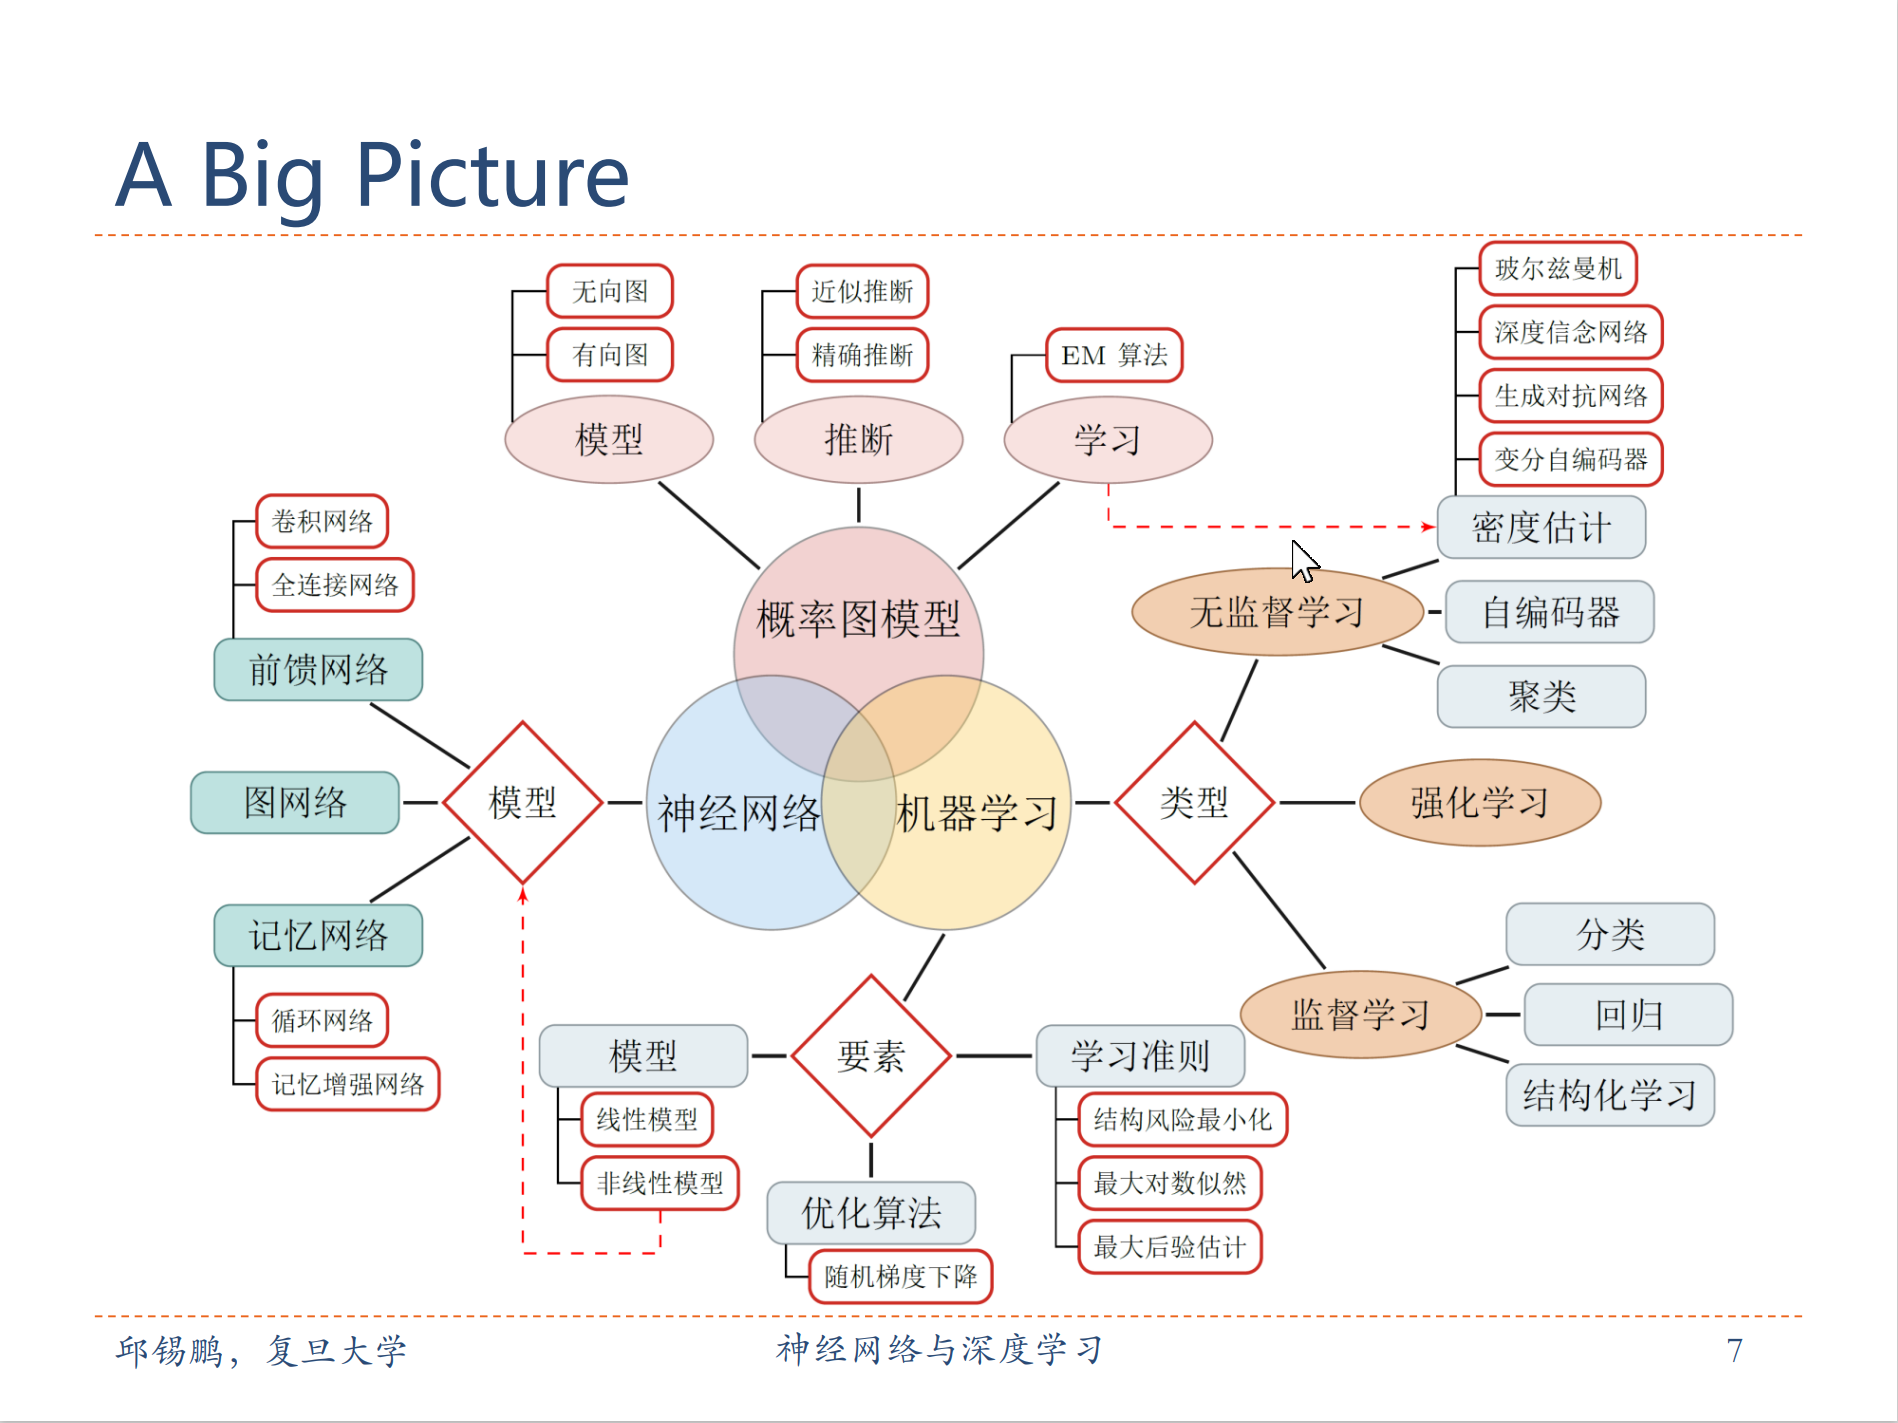 A Big Picture
无向图
有向图
模型
近似推断
精确推断
推断
EM 算法
学习
玻尔兹曼机
深度信念网络
生成对抗网络
变分自编码器
密度估计
无监督学习
自编码器
聚类
卷积网络
全连接网络
前馈网络
图网络
模型
记忆网络
循环网络
记忆增强网络
概率图模型
神经网络
机器学习
类型
强化学习
监督学习
分类
回归
结构化学习
模型
线性模型
非线性模型
要素
优化算法
随机梯度下降
学习准则
结构风险最小化
最大对数似然
最大后验估计
邱锡鹏，复旦大学
神经网络与深度学习
7